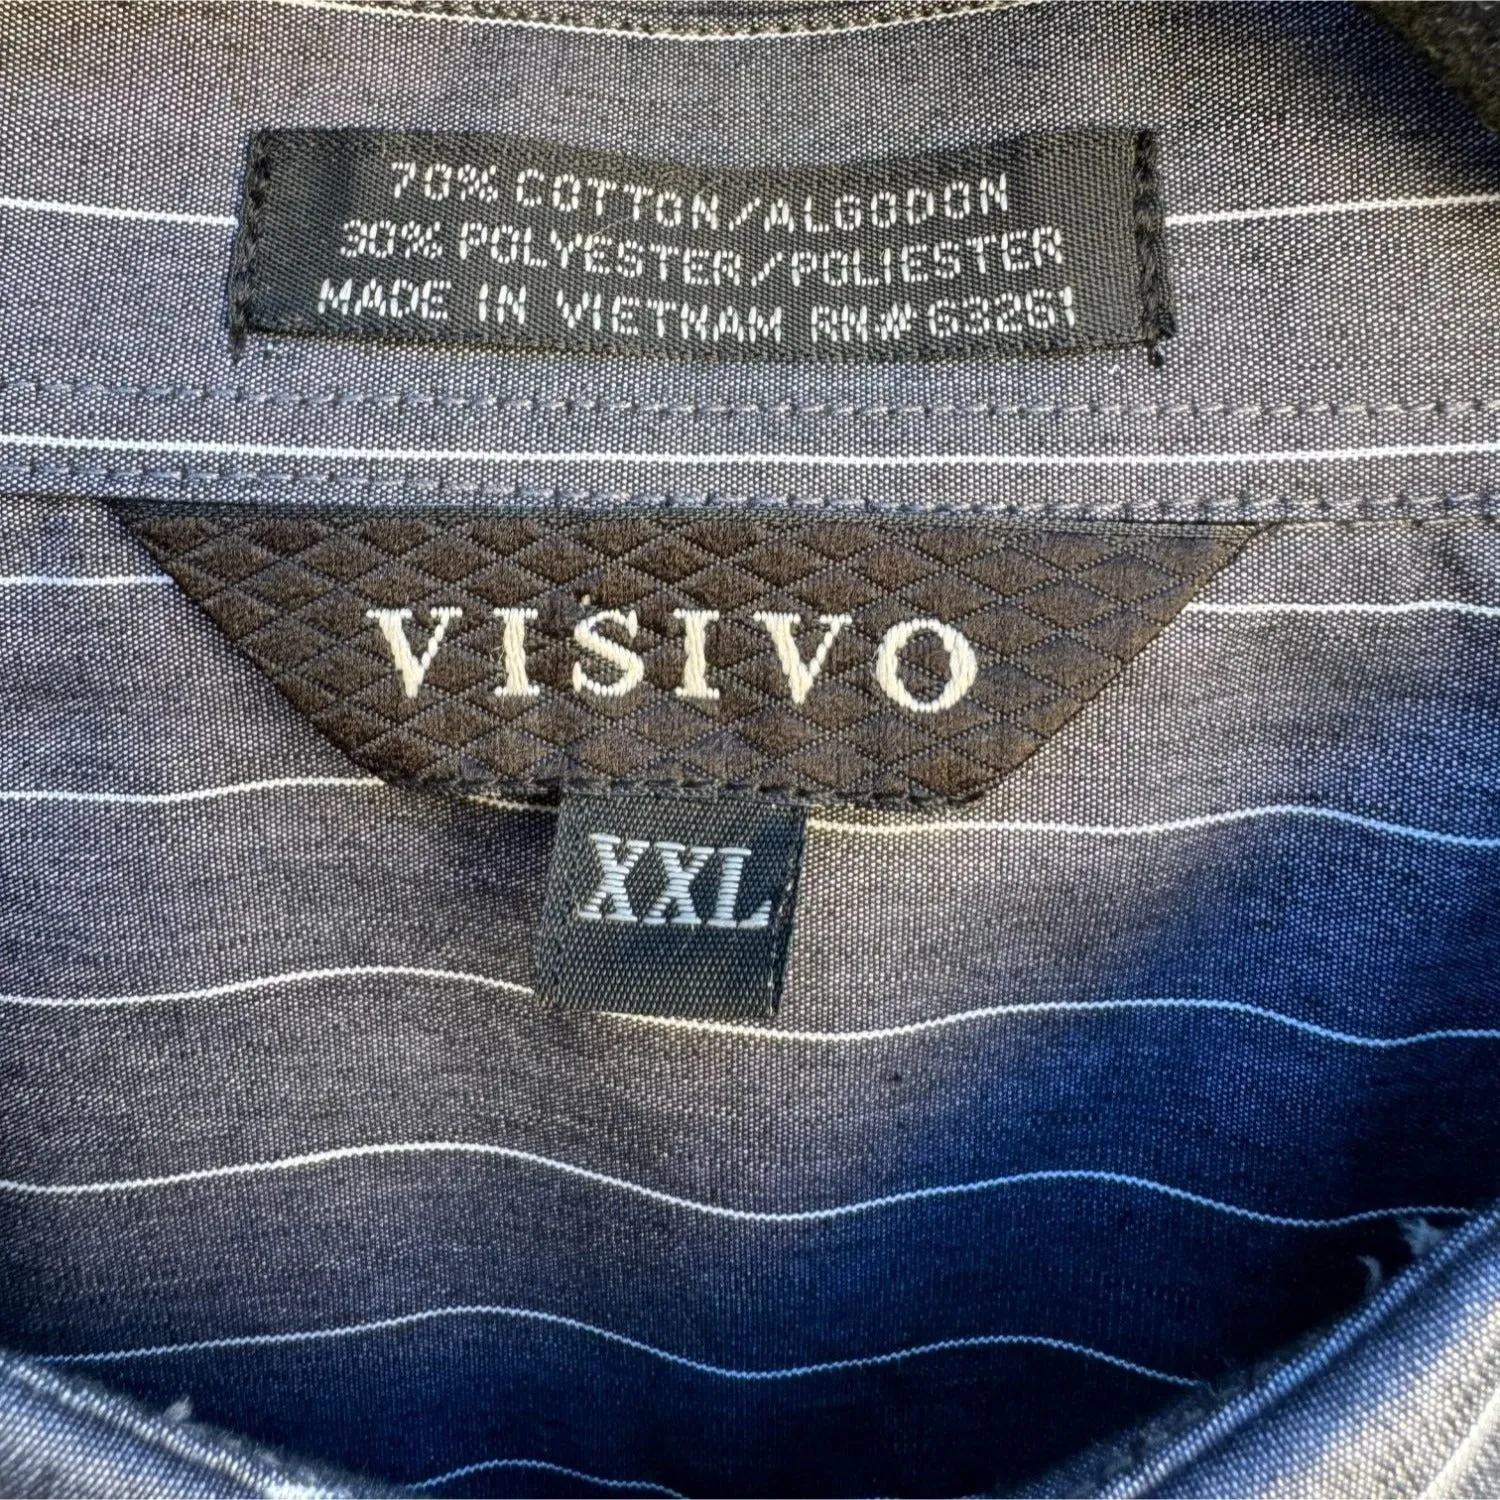 70% COTTON/ALGODON
30% POLYESTER/POLIESTER
MADE IN VIETNAM RN# 63261
VISIVO
XXL